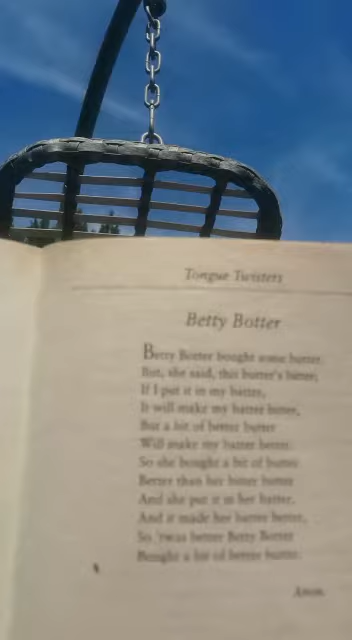 Tongue Twisters
Betty Botter
Betty Botter bought some butter
But, she said, this butter's bitter;
If I put it in my batter,
It will make my batter bitter,
But a bit of better butter
Will make my batter better.
So she bought a bit of butter
Better than her bitter butter
And she put it in her batter,
And it made her batter better,
So 'twas better Betty Botter
Bought a bit of better butter.
Anon.